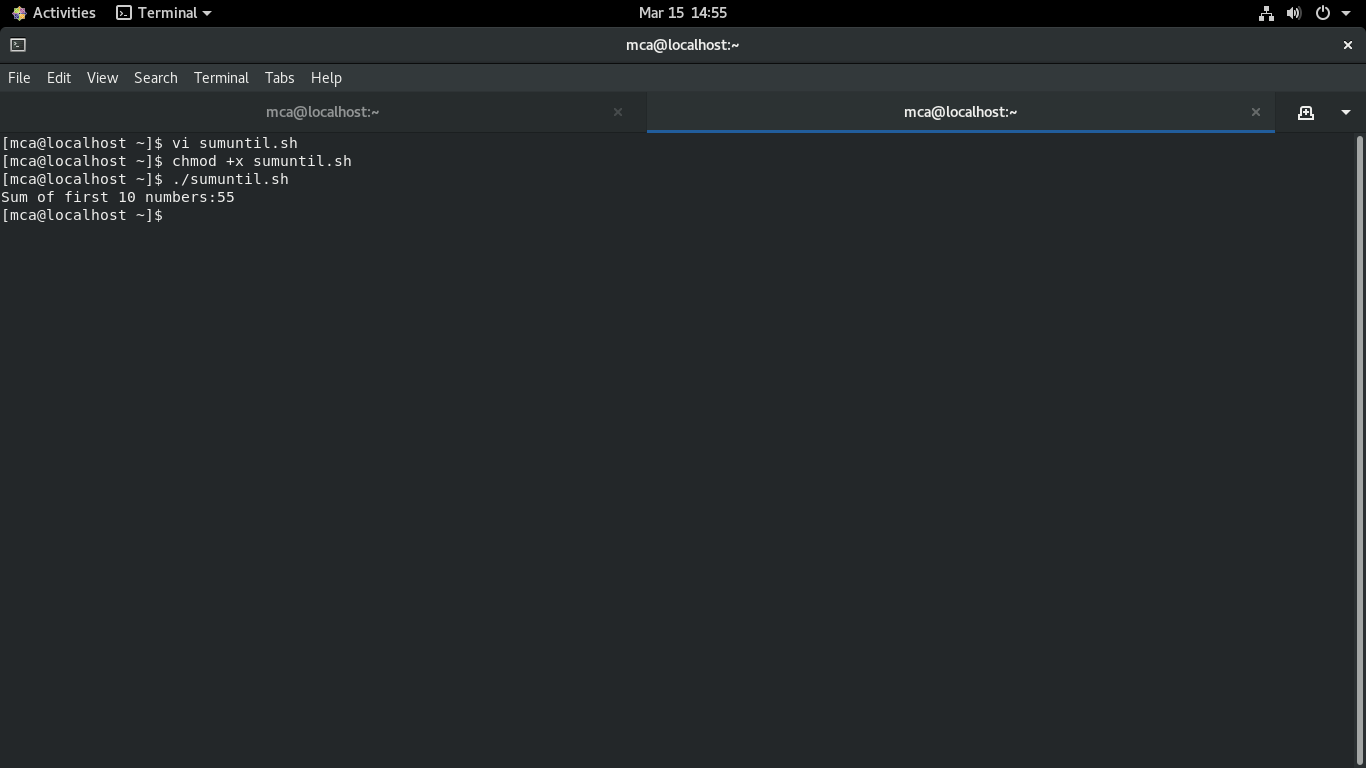 Activities Terminal Mar 15 14:55
mca@localhost:~
File Edit View Search Terminal Tabs Help
mca@localhost:~ mca@localhost:~
[mca@localhost ~]$ vi sumuntil.sh
[mca@localhost ~]$ chmod +x sumuntil.sh
[mca@localhost ~]$ ./sumuntil.sh
Sum of first 10 numbers:55
[mca@localhost ~]$